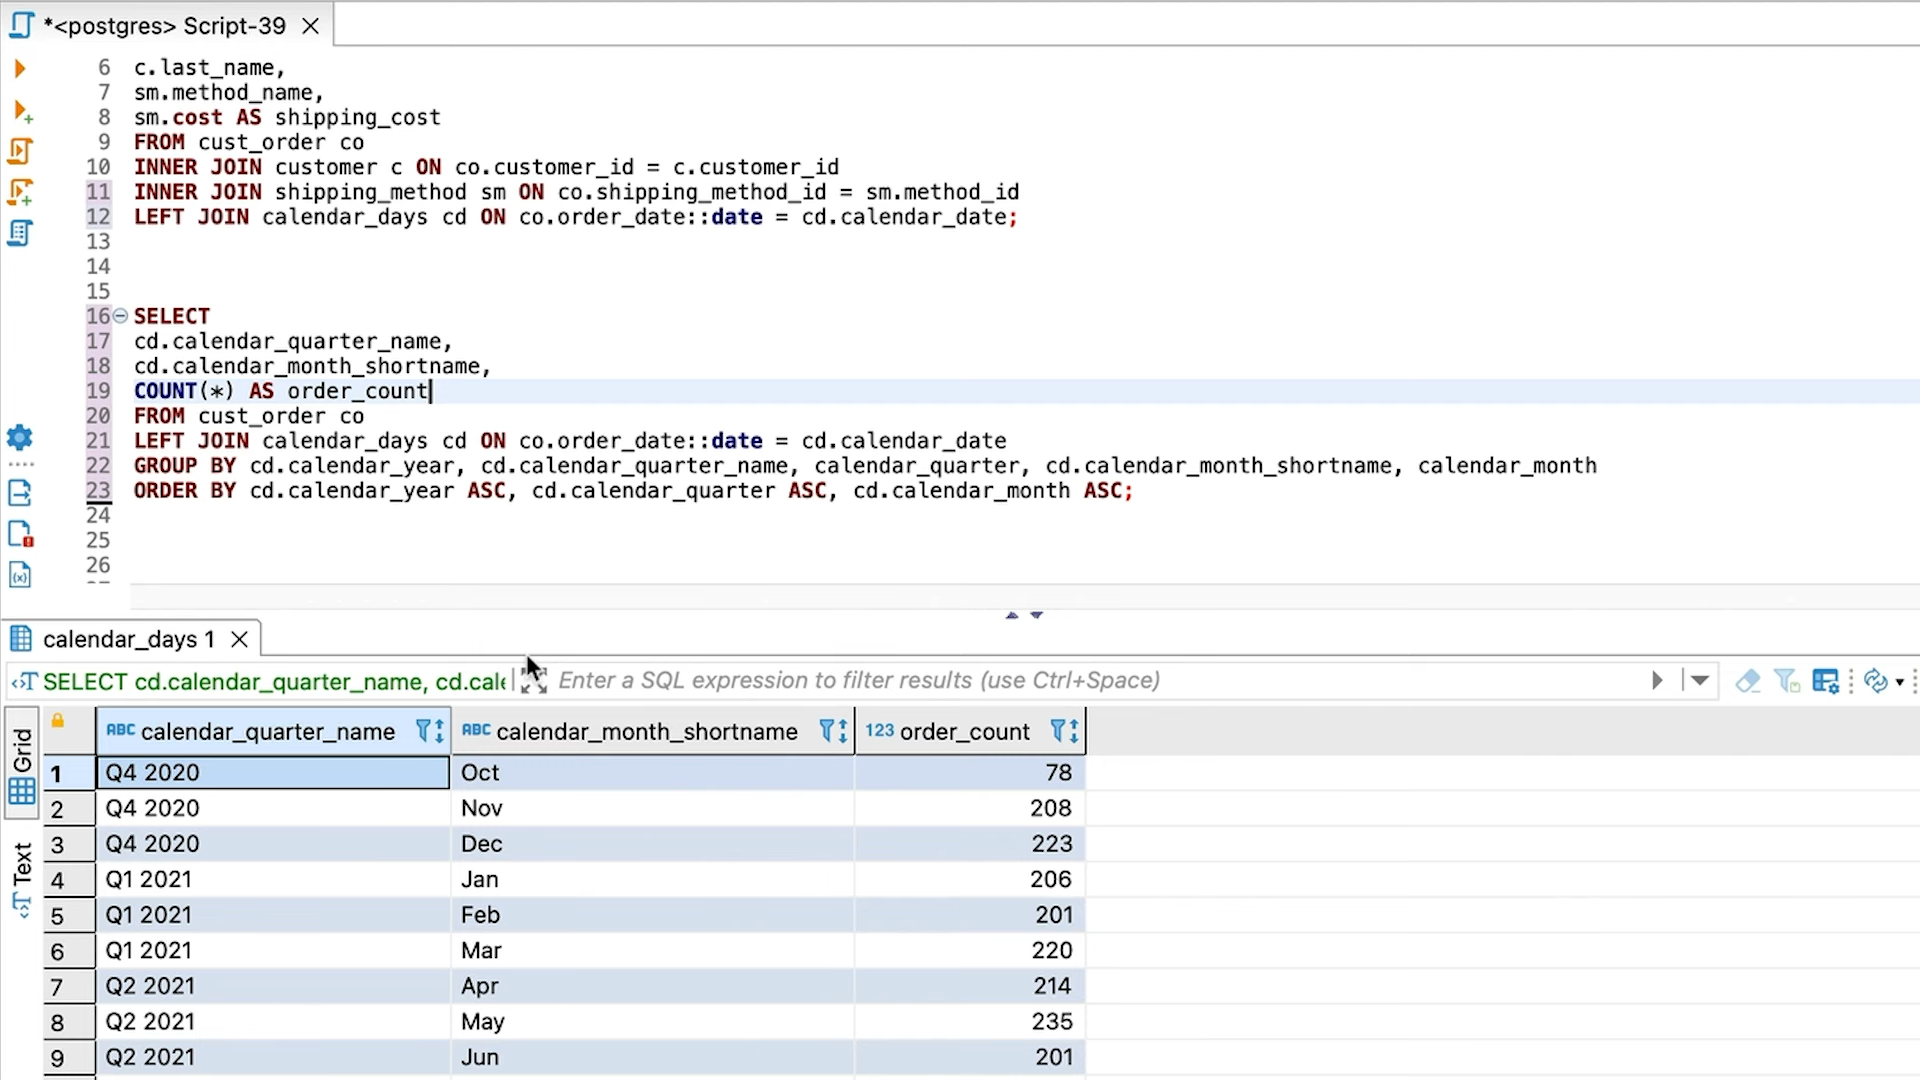 *<postgres> Script-39
6 c.last_name,
7 sm.method_name,
8 sm.cost AS shipping_cost
9 FROM cust_order co
10 INNER JOIN customer c ON co.customer_id = c.customer_id
11 INNER JOIN shipping_method sm ON co.shipping_method_id = sm.method_id
12 LEFT JOIN calendar_days cd ON co.order_date::date = cd.calendar_date;
13
14
15
16 SELECT
17 cd.calendar_quarter_name,
18 cd.calendar_month_shortname,
19 COUNT(*) AS order_count
20 FROM cust_order co
21 LEFT JOIN calendar_days cd ON co.order_date::date = cd.calendar_date
22 GROUP BY cd.calendar_year, cd.calendar_quarter_name, calendar_quarter, cd.calendar_month_shortname, calendar_month
23 ORDER BY cd.calendar_year ASC, cd.calendar_quarter ASC, cd.calendar_month ASC;
24
25
26
calendar_days 1
SELECT cd.calendar_quarter_name, cd.cale Enter a SQL expression to filter results (use Ctrl+Space)
Grid
Text
ABC calendar_quarter_name ABC calendar_month_shortname 123 order_count
1 Q4 2020 Oct 78
2 Q4 2020 Nov 208
3 Q4 2020 Dec 223
4 Q1 2021 Jan 206
5 Q1 2021 Feb 201
6 Q1 2021 Mar 220
7 Q2 2021 Apr 214
8 Q2 2021 May 235
9 Q2 2021 Jun 201